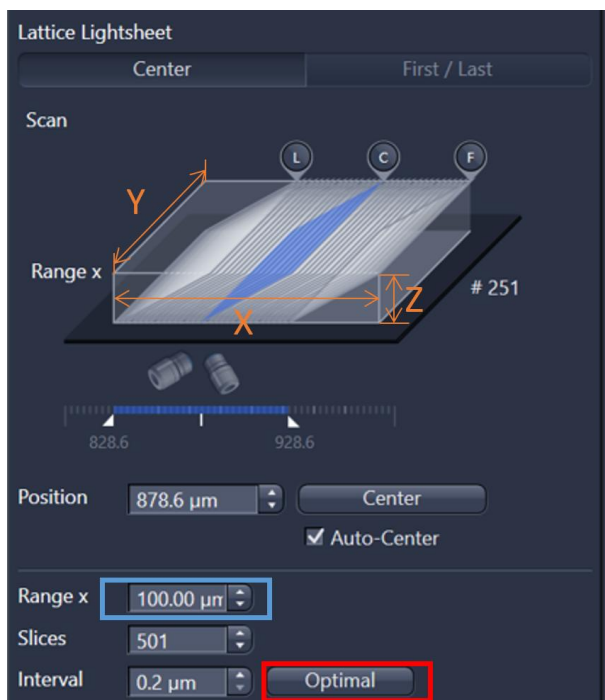 Lattice Lightsheet
Center First / Last
Scan
L C F
Y
Range x
# 251
Z
X
828.6 928.6
Position 878.6 µm Center
Auto-Center
Range x 100.00 µm
Slices 501
Interval 0.2 µm Optimal